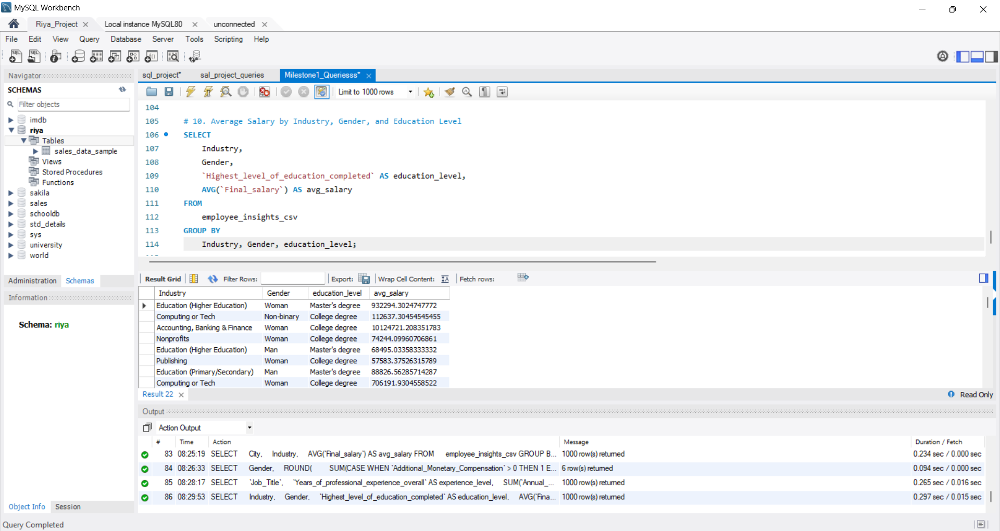 MySQL Workbench
Riya_Project
Local instance MySQL80
unconnected
File Edit View Query Database Server Tools Scripting Help
Navigator
SCHEMAS
Filter objects
imdb
riya
Tables
sales_data_sample
Views
Stored Procedures
Functions
sakila
sales
schooldb
std_details
sys
university
world
Administration Schemas
Information
Schema: riya
Object Info Session
sql_project*
sal_project_queries
Milestone1_Queriesss*
Limit to 1000 rows
104
105 # 10. Average Salary by Industry, Gender, and Education Level
106 SELECT
107 Industry,
108 Gender,
109 `Highest_level_of_education_completed` AS education_level,
110 AVG(`Final_salary`) AS avg_salary
111 FROM
112 employee_insights_csv
113 GROUP BY
114 Industry, Gender, education_level;
Result Grid Filter Rows: Export: Wrap Cell Content: Fetch rows:
Industry Gender education_level avg_salary
Education (Higher Education) Woman Master's degree 932294.3024747772
Computing or Tech Non-binary College degree 112637.30454545455
Accounting, Banking & Finance Woman College degree 10124721.208351783
Nonprofits Woman College degree 74244.09960706861
Education (Higher Education) Man Master's degree 68495.03358333332
Publishing Woman College degree 57583.37526315789
Education (Primary/Secondary) Man Master's degree 88826.56285714287
Computing or Tech Woman College degree 706191.9304558522
Result 22
Read Only
Output
Action Output
# Time Action Message Duration / Fetch
83 08:25:19 SELECT City, Industry, AVG(`Final_salary`) AS avg_salary FROM employee_insights_csv GROUP B... 1000 row(s) returned 0.234 sec / 0.000 sec
84 08:26:33 SELECT Gender, ROUND( SUM(CASE WHEN `Additional_Monetary_Compensation` > 0 THEN 1 E... 6 row(s) returned 0.094 sec / 0.000 sec
85 08:28:17 SELECT `Job_Title`, `Years_of_professional_experience_overall` AS experience_level, SUM(`Annual_... 1000 row(s) returned 0.265 sec / 0.016 sec
86 08:29:53 SELECT Industry, Gender, `Highest_level_of_education_completed` AS education_level, AVG(`Fina... 1000 row(s) returned 0.297 sec / 0.015 sec
Query Completed